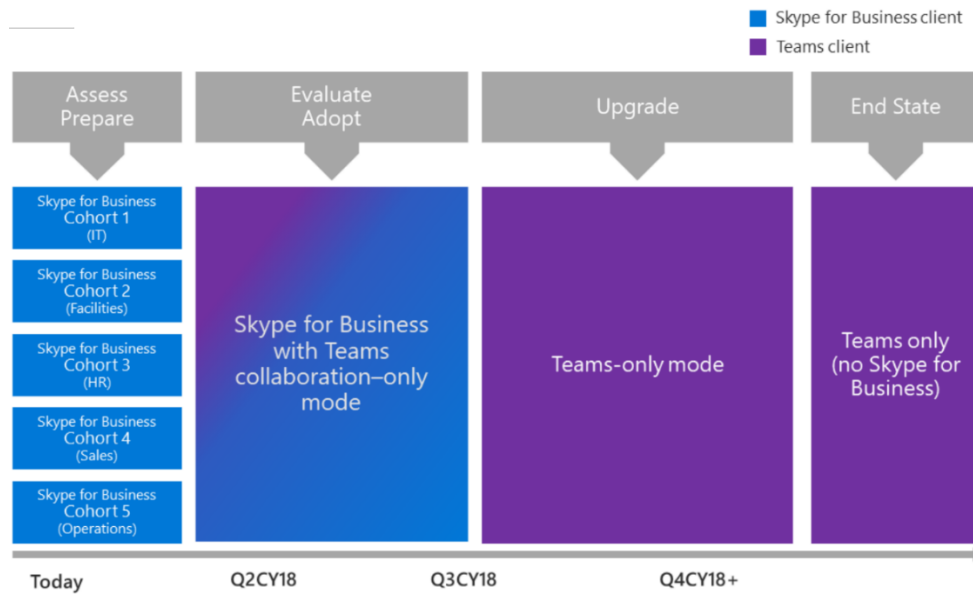 Skype for Business client
Teams client
Assess
Prepare
Evaluate
Adopt
Upgrade
End State
Skype for Business
Cohort 1
(IT)
Skype for Business
Cohort 2
(Facilities)
Skype for Business
Cohort 3
(HR)
Skype for Business
Cohort 4
(Sales)
Skype for Business
Cohort 5
(Operations)
Skype for Business
with Teams
collaboration–only
mode
Teams-only mode
Teams only
(no Skype for
Business)
Today
Q2CY18
Q3CY18
Q4CY18+